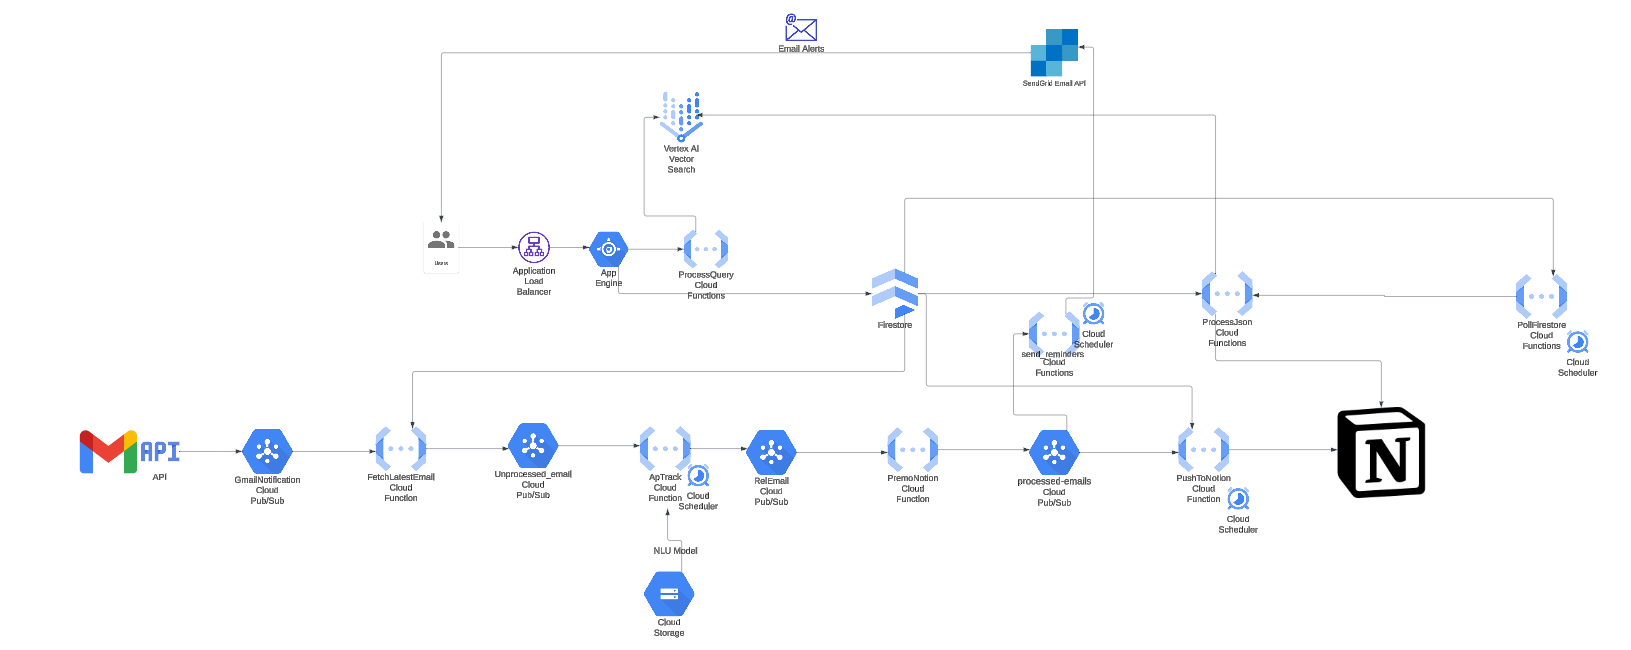 @
Email Alerts
SendGrid Email API
Vertex AI
Vector
Search
Users
Application
Load
Balancer
App
Engine
ProcessQuery
Cloud
Functions
Firestore
send_reminders
Cloud
Functions
Cloud
Scheduler
ProcessJson
Cloud
Functions
PollFirestore
Cloud
Functions
Cloud
Scheduler
API
API
GmailNotification
Cloud
Pub/Sub
FetchLatestEmail
Cloud
Function
Unprocessed_email
Cloud
Pub/Sub
ApTrack
Cloud
Function
Cloud
Scheduler
RelEmail
Cloud
Pub/Sub
PremoNotion
Cloud
Function
processed-emails
Cloud
Pub/Sub
PushToNotion
Cloud
Function
Cloud
Scheduler
N
NLU Model
Cloud
Storage